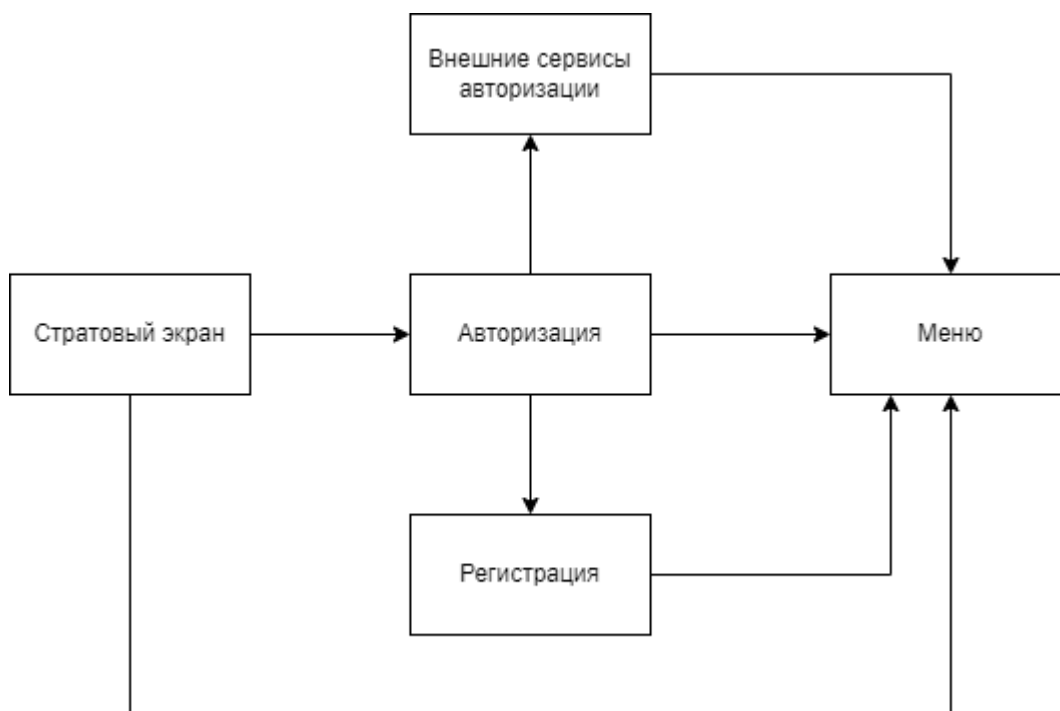 Внешние сервисы
авторизации
Стратовый экран
Авторизация
Меню
Регистрация